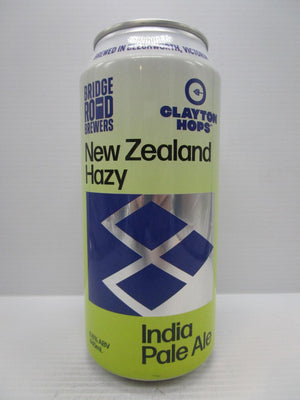 BREWED IN BEECHWORTH, VICTORIA
BRIDGE
ROAD
BREWERS
CLAYTON
HOPS
New Zealand
Hazy
India
Pale Ale